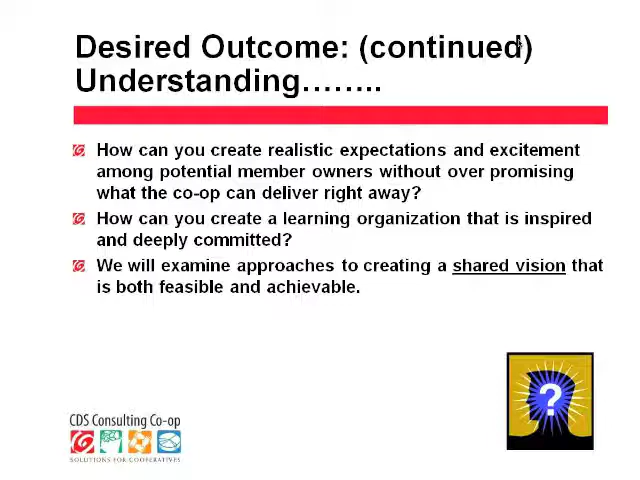 Desired Outcome: (continued)
Understanding……..
How can you create realistic expectations and excitement
among potential member owners without over promising
what the co-op can deliver right away?
How can you create a learning organization that is inspired
and deeply committed?
We will examine approaches to creating a shared vision that
is both feasible and achievable.
?
CDS Consulting Co-op
SOLUTIONS FOR COOPERATIVES